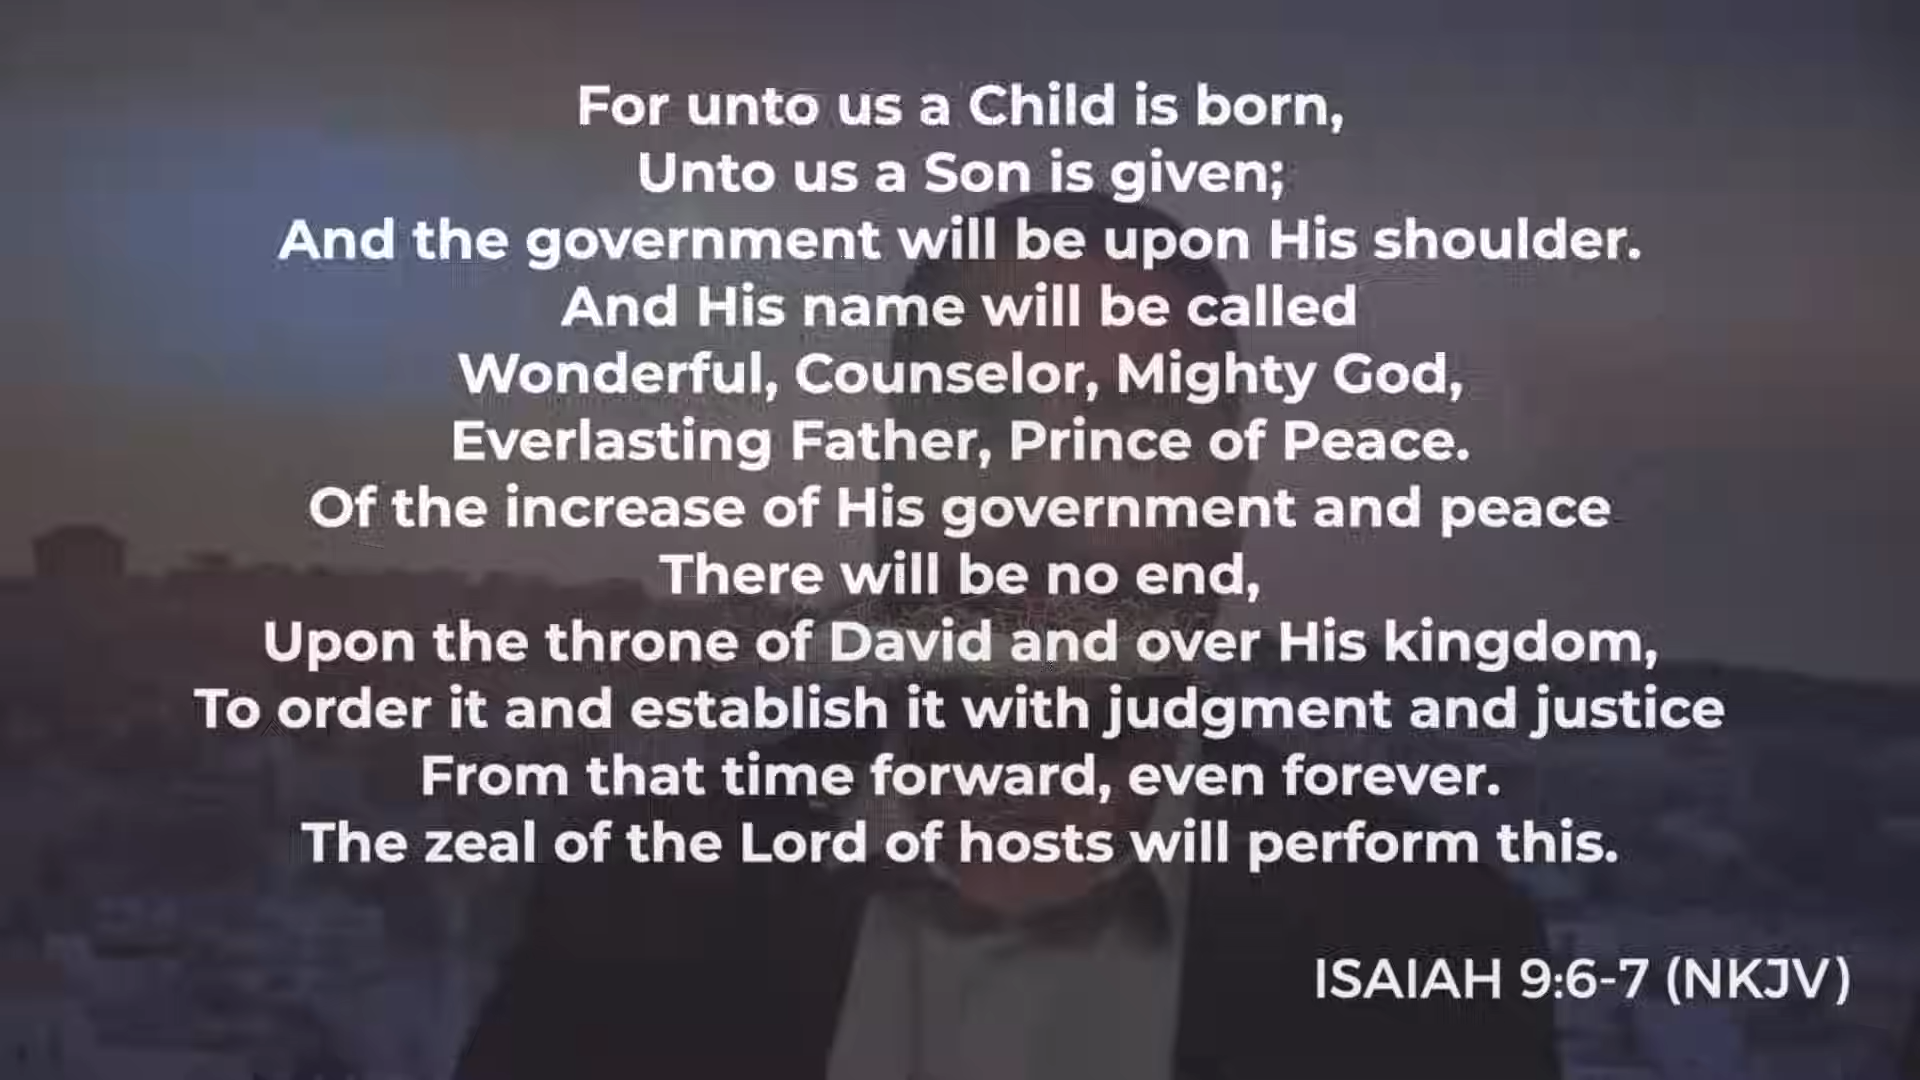 For unto us a Child is born,
Unto us a Son is given;
And the government will be upon His shoulder.
And His name will be called
Wonderful, Counselor, Mighty God,
Everlasting Father, Prince of Peace.
Of the increase of His government and peace
There will be no end,
Upon the throne of David and over His kingdom,
To order it and establish it with judgment and justice
From that time forward, even forever.
The zeal of the Lord of hosts will perform this.
ISAIAH 9:6-7 (NKJV)